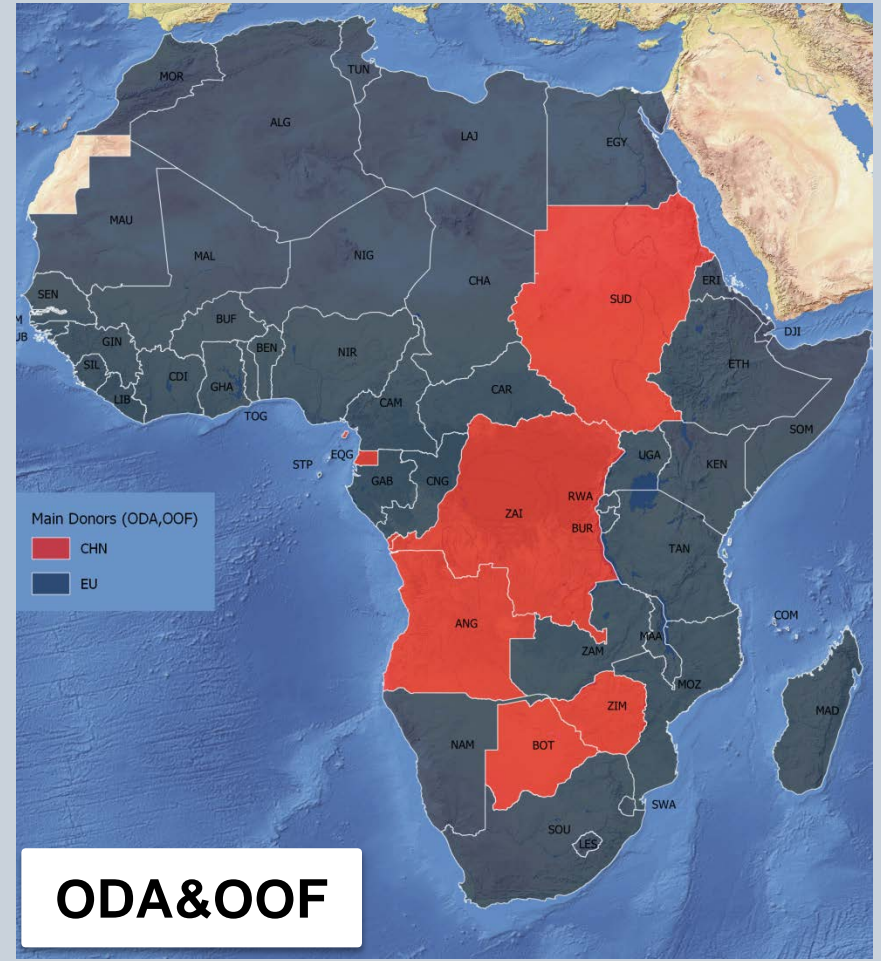 MOR
TUN
ALG
LAJ
EGY
MAU
MAL
NIG
CHA
SUD
ERI
SEN
M
UB
GIN
BUF
BEN
NIR
DJI
SIL
CDI
GHA
ETH
LIB
TOG
CAM
CAR
SOM
STP
EQG
GAB
CNG
UGA
KEN
ZAI
RWA
BUR
TAN
Main Donors (ODA,OOF)
CHN
EU
ANG
COM
ZAM
MAA
MOZ
ZIM
MAD
NAM
BOT
SWA
SOU
LES
ODA&OOF